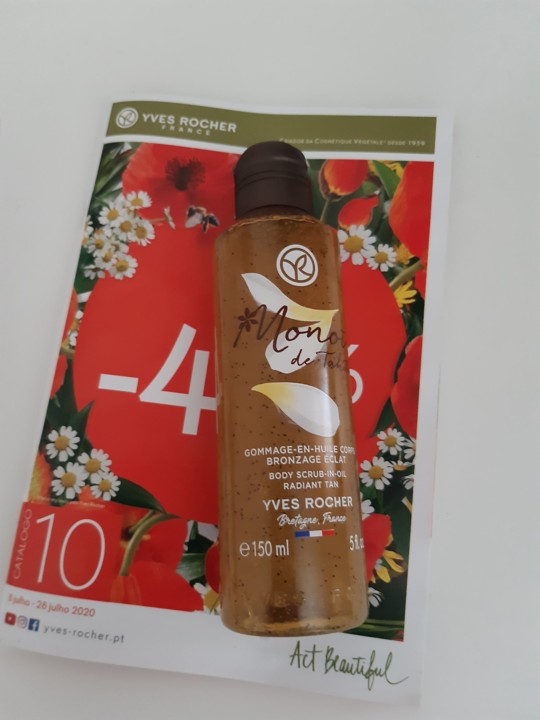 YVES ROCHER
FRANCE
CRIADOR DA COSMÉTIQUE VÉGÉTALE® DESDE 1959
-4
%
Monoï
de Tah
GOMMAGE-EN-HUILE CORPS
BRONZAGE ÉCLAT
BODY SCRUB-IN-OIL
RADIANT TAN
YVES ROCHER
Bretagne, France
e 150 ml
5 fl.
CATÁLOGO
10
8 julho - 28 julho 2020
yves-rocher.pt
Act Beautiful